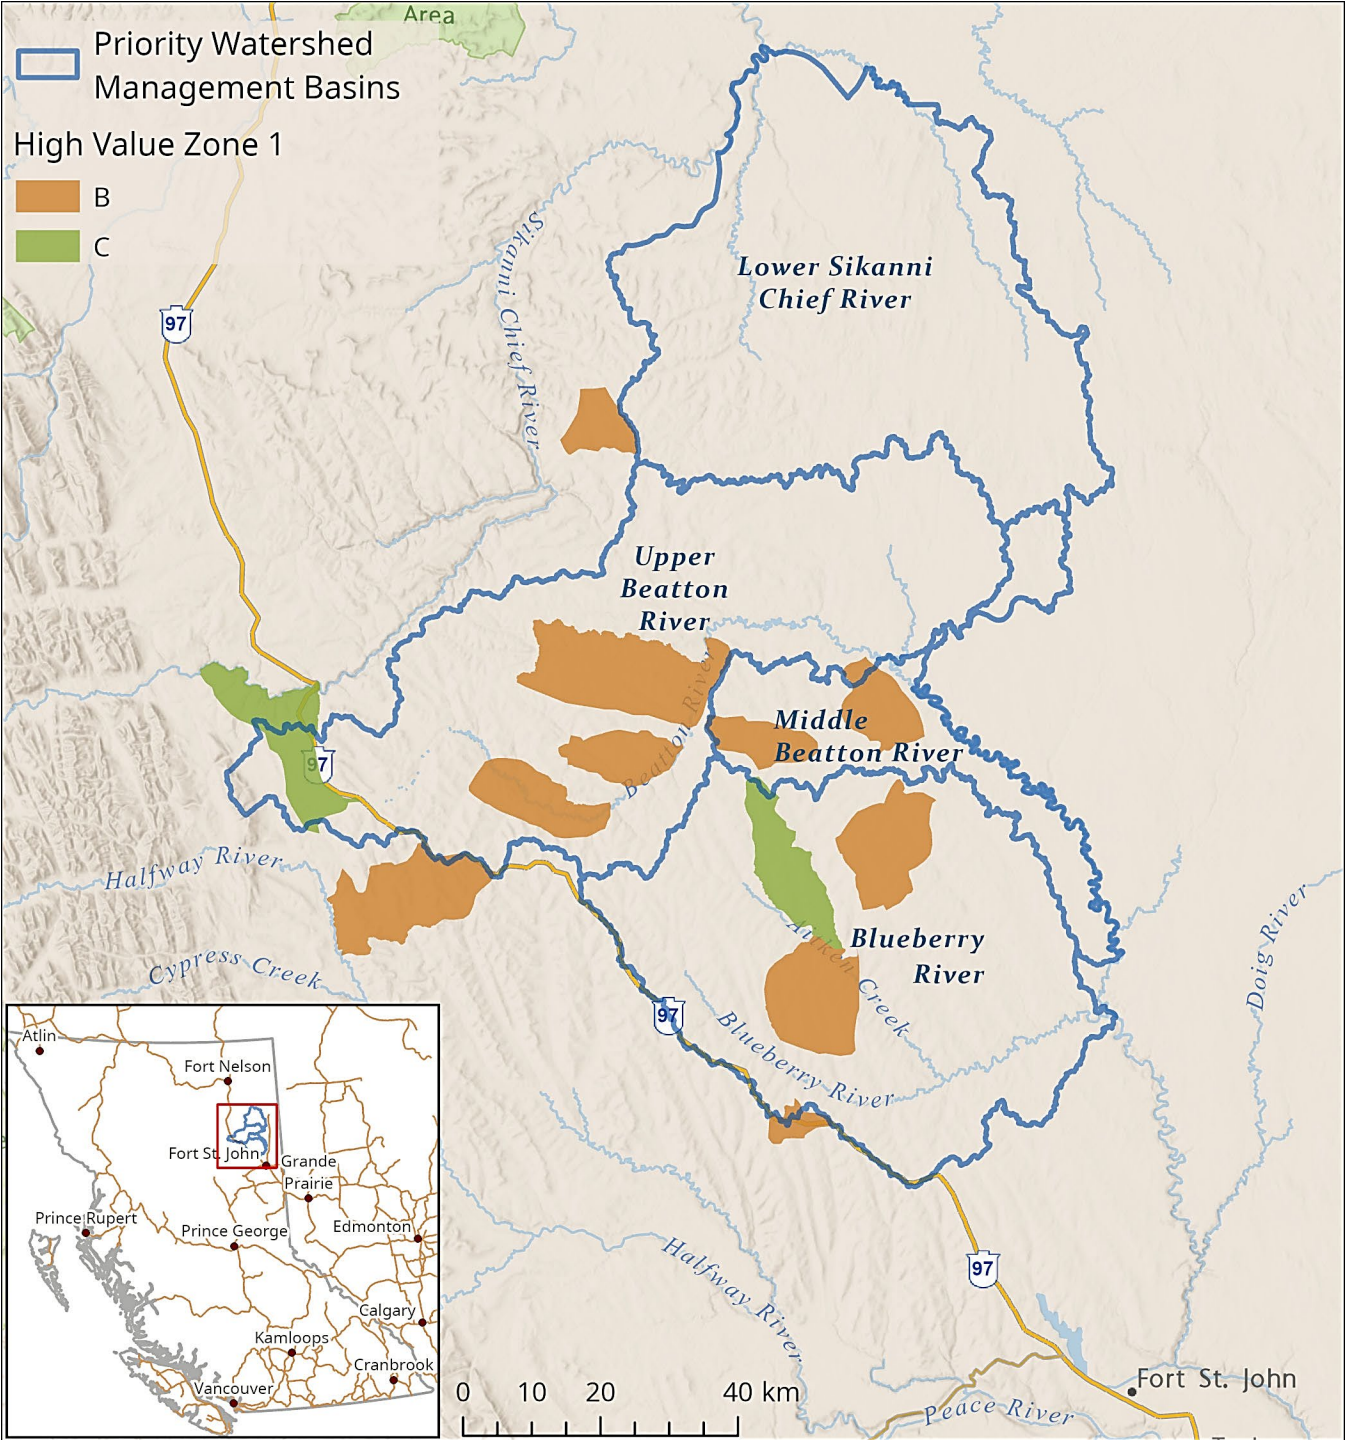 Area
Priority Watershed
Management Basins
High Value Zone 1
B
C
97
Sikanni Chief River
Lower Sikanni
Chief River
Upper
Beatton
River
Beatton River
Middle
Beatton River
97
Halfway River
Cypress Creek
Aitken Creek
Blueberry
River
Doig River
97
Blueberry River
Halfway River
97
Fort St. John
Peace River
0 10 20 40 km
Atlin
Fort Nelson
Fort St. John
Grande
Prairie
Prince Rupert
Prince George
Edmonton
Calgary
Kamloops
Cranbrook
Vancouver